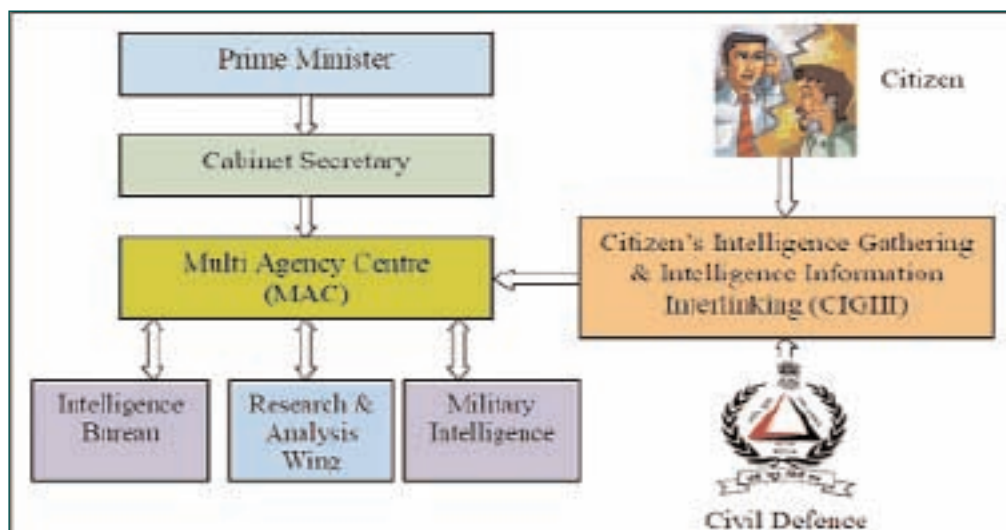 Prime Minister
Citizen
Cabinet Secretary
Multi Agency Centre
(MAC)
Citizen's Intelligence Gathering
& Intelligence Information
Interlinking (CIGIII)
Intelligence
Bureau
Research &
Analysis
Wing
Military
Intelligence
Civil Defence